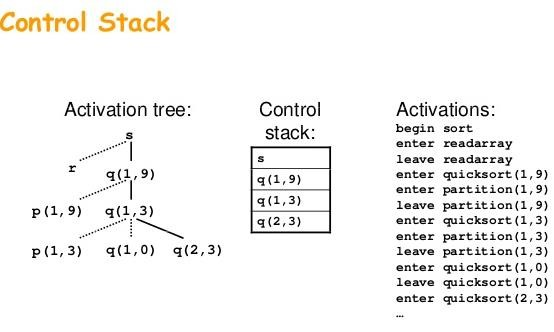 Control Stack
Activation tree:
s
r
q(1,9)
p(1,9) q(1,3)
p(1,3) q(1,0) q(2,3)
Control
stack:
s
q(1,9)
q(1,3)
q(2,3)
Activations:
begin sort
enter readarray
leave readarray
enter quicksort(1,9)
enter partition(1,9)
leave partition(1,9)
enter quicksort(1,3)
enter partition(1,3)
leave partition(1,3)
enter quicksort(1,0)
leave quicksort(1,0)
enter quicksort(2,3)
…